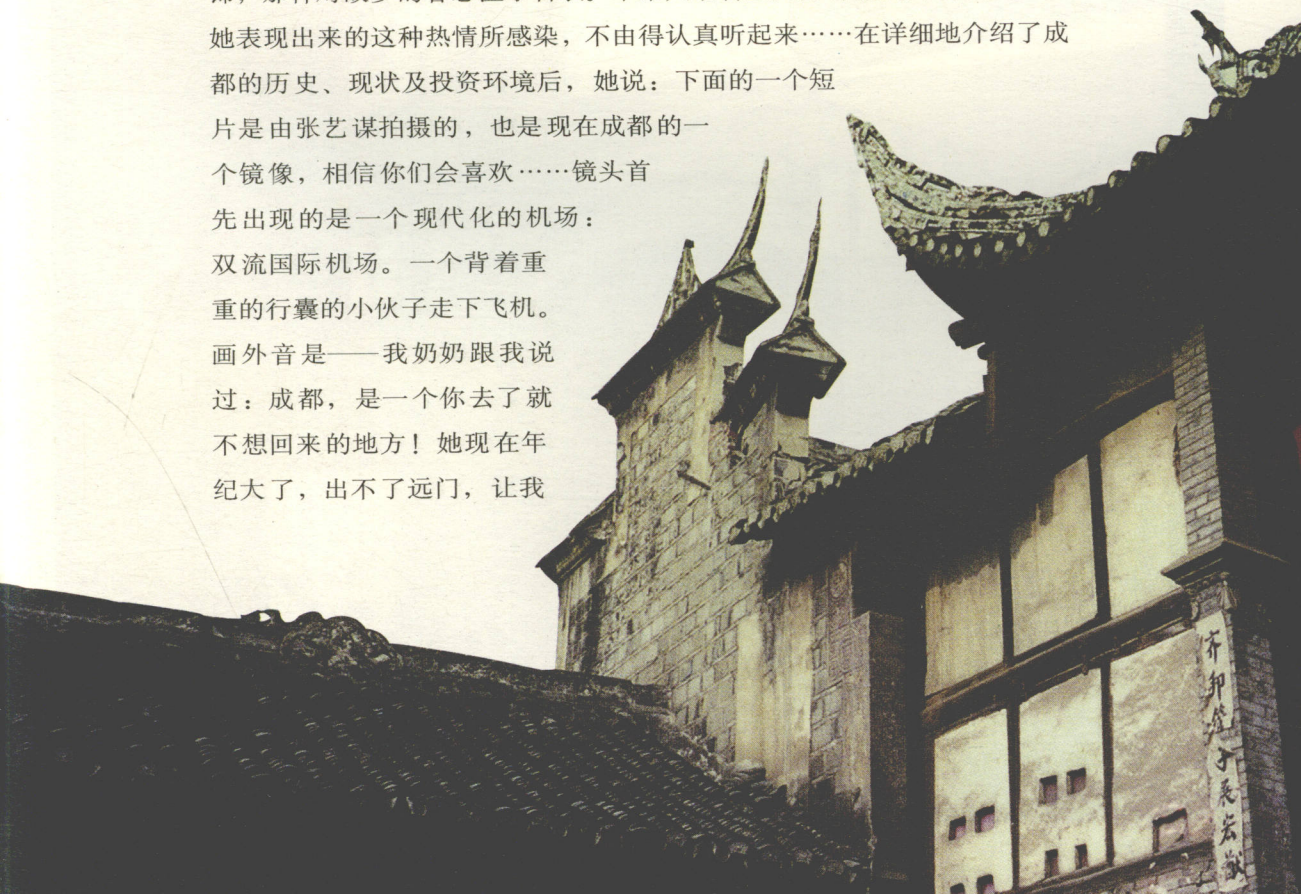 她表现出来的这种热情所感染，不由得认真听起来……在详细地介绍了成
都的历史、现状及投资环境后，她说：下面的一个短
片是由张艺谋拍摄的，也是现在成都的一
个镜像，相信你们会喜欢……镜头首
先出现的是一个现代化的机场：
双流国际机场。一个背着重
重的行囊的小伙子走下飞机。
画外音是——我奶奶跟我说
过：成都，是一个你去了就
不想回来的地方！她现在年
纪大了，出不了远门，让我